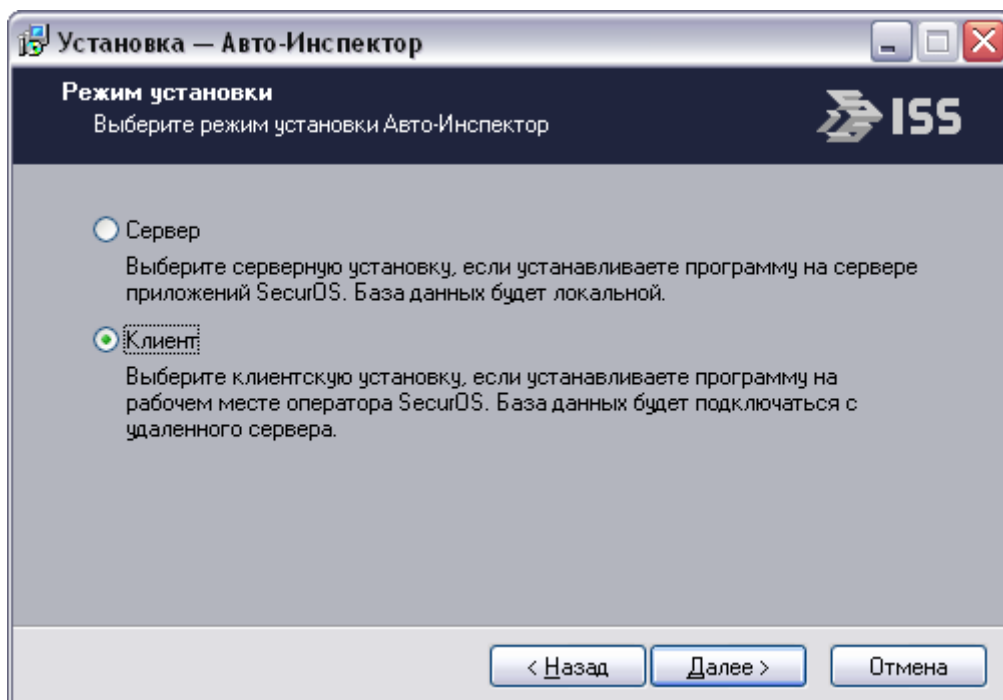 Установка — Авто-Инспектор
Режим установки
Выберите режим установки Авто-Инспектор
ISS
Сервер
Выберите серверную установку, если устанавливаете программу на сервере
приложений SecurOS. База данных будет локальной.
Клиент
Выберите клиентскую установку, если устанавливаете программу на
рабочем месте оператора SecurOS. База данных будет подключаться с
удаленного сервера.
< Назад Далее > Отмена